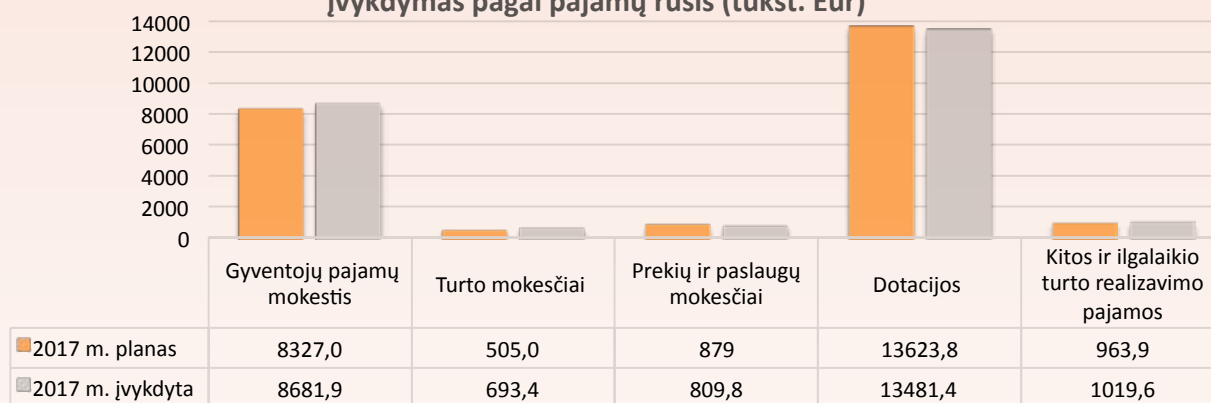 įvykdymas pagal pajamų rūšis (tūkst. Eur)
14000
12000
10000
8000
6000
4000
2000
0
Gyventojų pajamų
mokestis
Turto mokesčiai
Prekių ir paslaugų
mokesčiai
Dotacijos
Kitos ir ilgalaikio
turto realizavimo
pajamos
2017 m. planas 8327,0 505,0 879 13623,8 963,9
2017 m. įvykdyta 8681,9 693,4 809,8 13481,4 1019,6